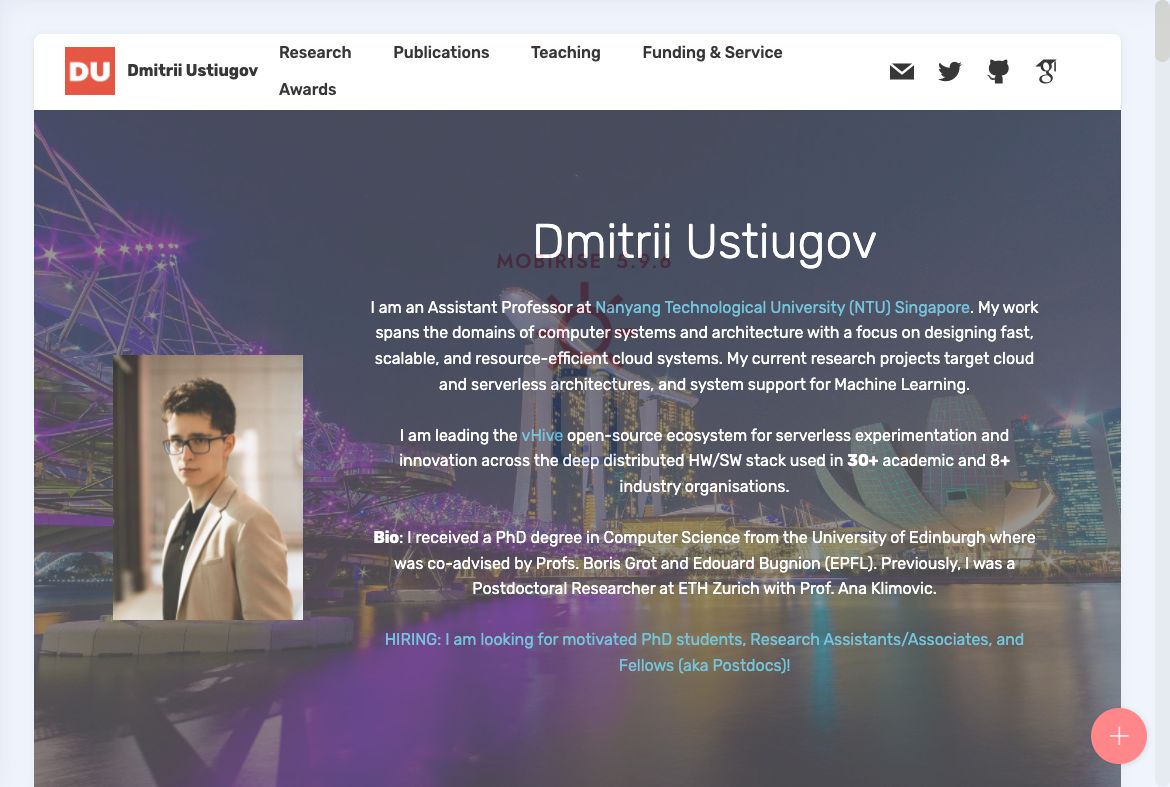 DU
Dmitrii Ustiugov
Research
Publications
Teaching
Funding & Service
Awards
Dmitrii Ustiugov
MOBIRISE 5.9.6
I am an Assistant Professor at Nanyang Technological University (NTU) Singapore. My work
spans the domains of computer systems and architecture with a focus on designing fast,
scalable, and resource-efficient cloud systems. My current research projects target cloud
and serverless architectures, and system support for Machine Learning.
I am leading the vHive open-source ecosystem for serverless experimentation and
innovation across the deep distributed HW/SW stack used in 30+ academic and 8+
industry organisations.
Bio: I received a PhD degree in Computer Science from the University of Edinburgh where
was co-advised by Profs. Boris Grot and Edouard Bugnion (EPFL). Previously, I was a
Postdoctoral Researcher at ETH Zurich with Prof. Ana Klimovic.
HIRING: I am looking for motivated PhD students, Research Assistants/Associates, and
Fellows (aka Postdocs)!